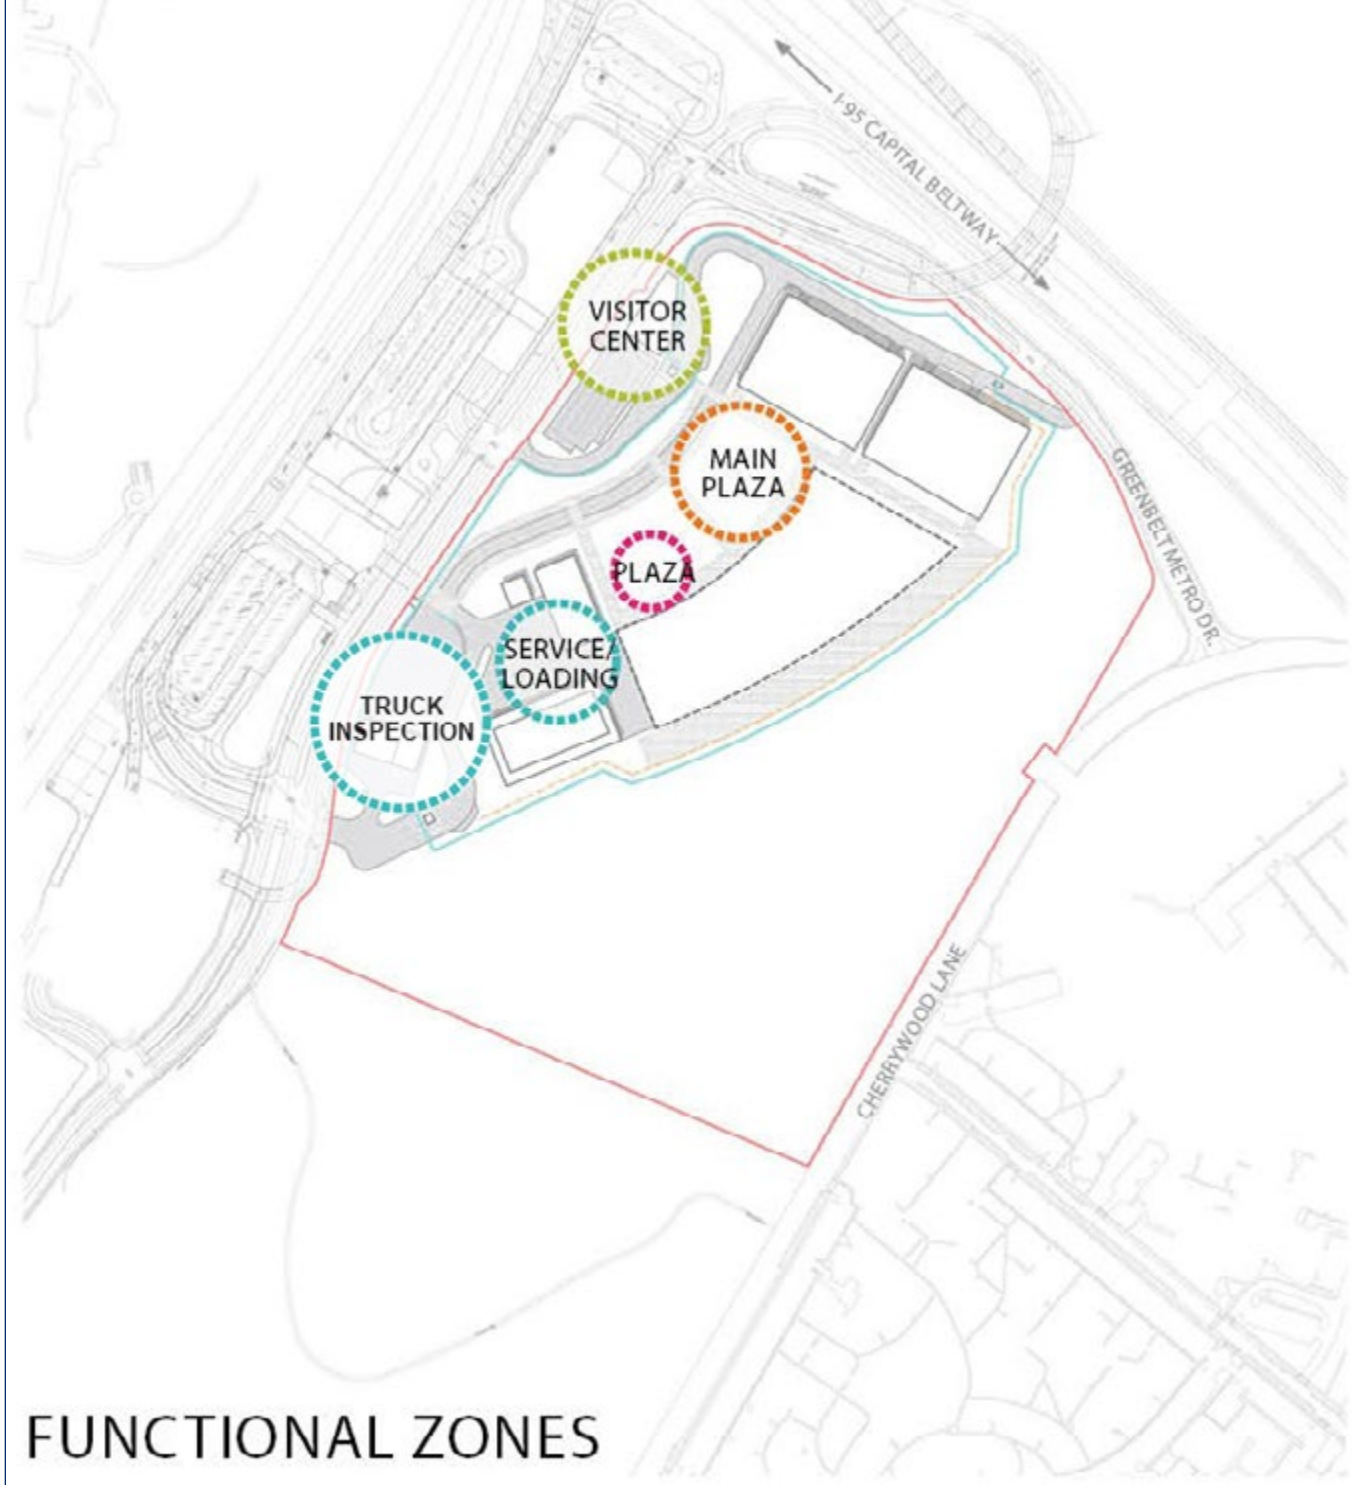 I-95 CAPITAL BELTWAY
VISITOR
CENTER
MAIN
PLAZA
GREENBELT METRO DR.
PLAZA
SERVICE/
LOADING
TRUCK
INSPECTION
CHERRYWOOD LANE
FUNCTIONAL ZONES